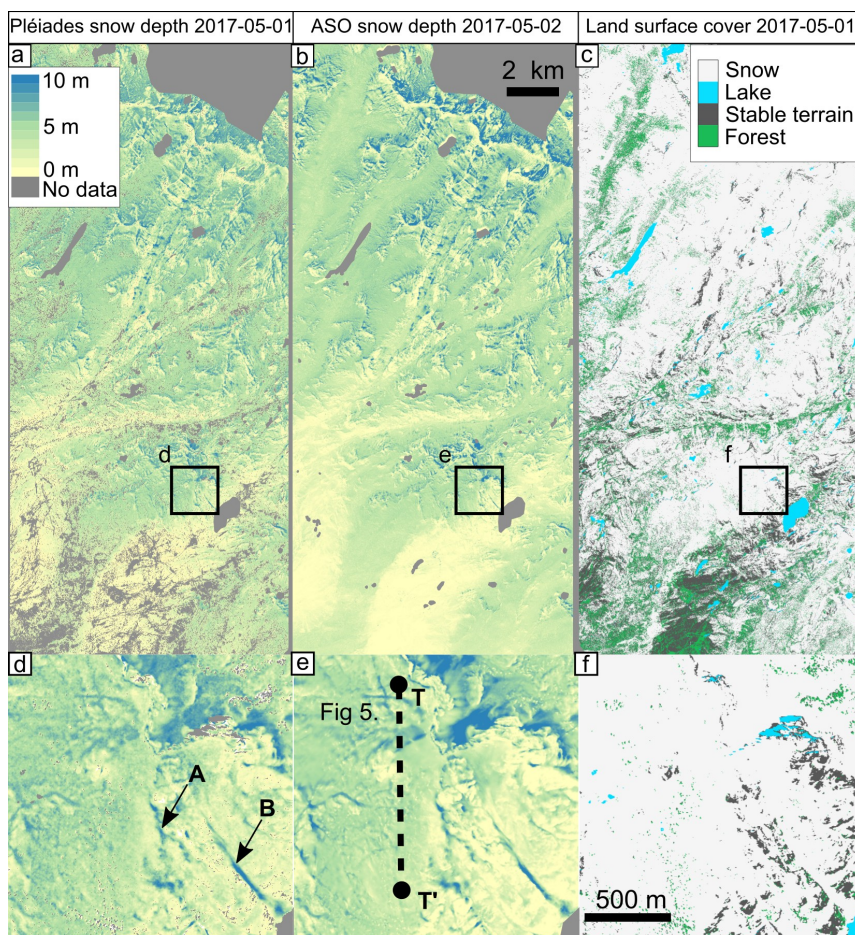 Pléiades snow depth 2017-05-01 ASO snow depth 2017-05-02 Land surface cover 2017-05-01
a b c
10 m
5 m
0 m
No data
2 km
Snow
Lake
Stable terrain
Forest
d e f
d e f
Fig 5. T
A
B
T'
500 m